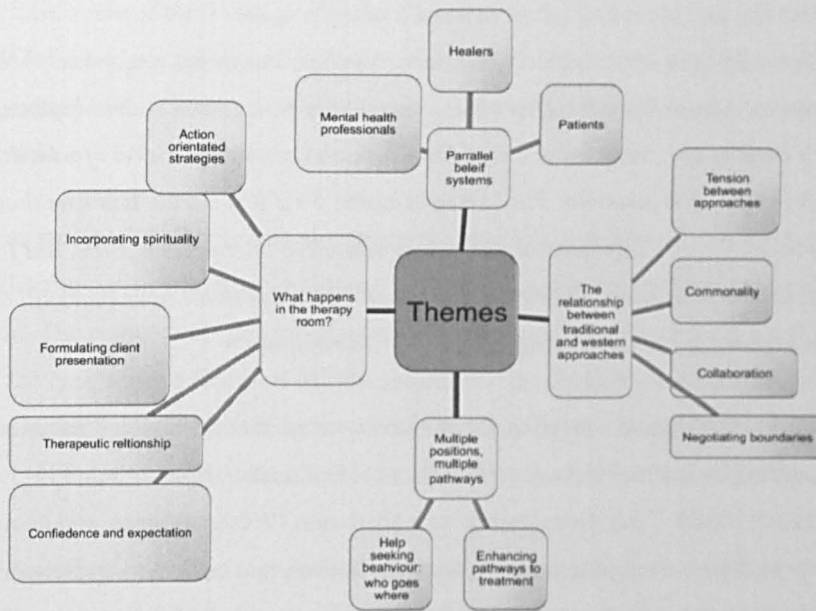 Healers
Mental health
professionals
Patients
Parrallel
beleif
systems
Action
orientated
strategies
Tension
between
approaches
Incorporating spirituality
What happens
in the therapy
room?
Themes
The
relationship
between
traditional
and western
approaches
Commonality
Formulating client
presentation
Collaboration
Therapeutic reltionship
Negotiating boundaries
Multiple
positions,
multiple
pathways
Confiedence and expectation
Help
seeking
beahviour:
who goes
where
Enhancing
pathways to
treatment